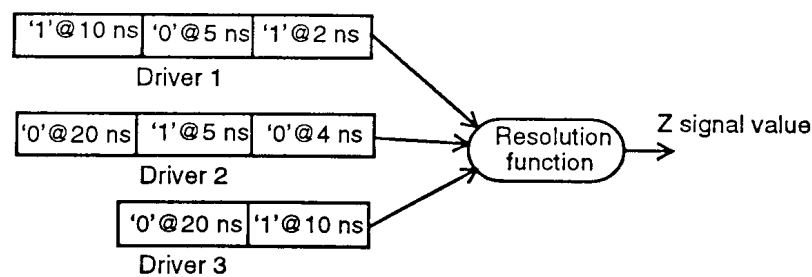 ‘1’@10 ns ‘0’@5 ns ‘1’@2 ns
Driver 1
‘0’@20 ns ‘1’@5 ns ‘0’@4 ns
Driver 2
‘0’@20 ns ‘1’@10 ns
Driver 3
Resolution
function
Z signal value